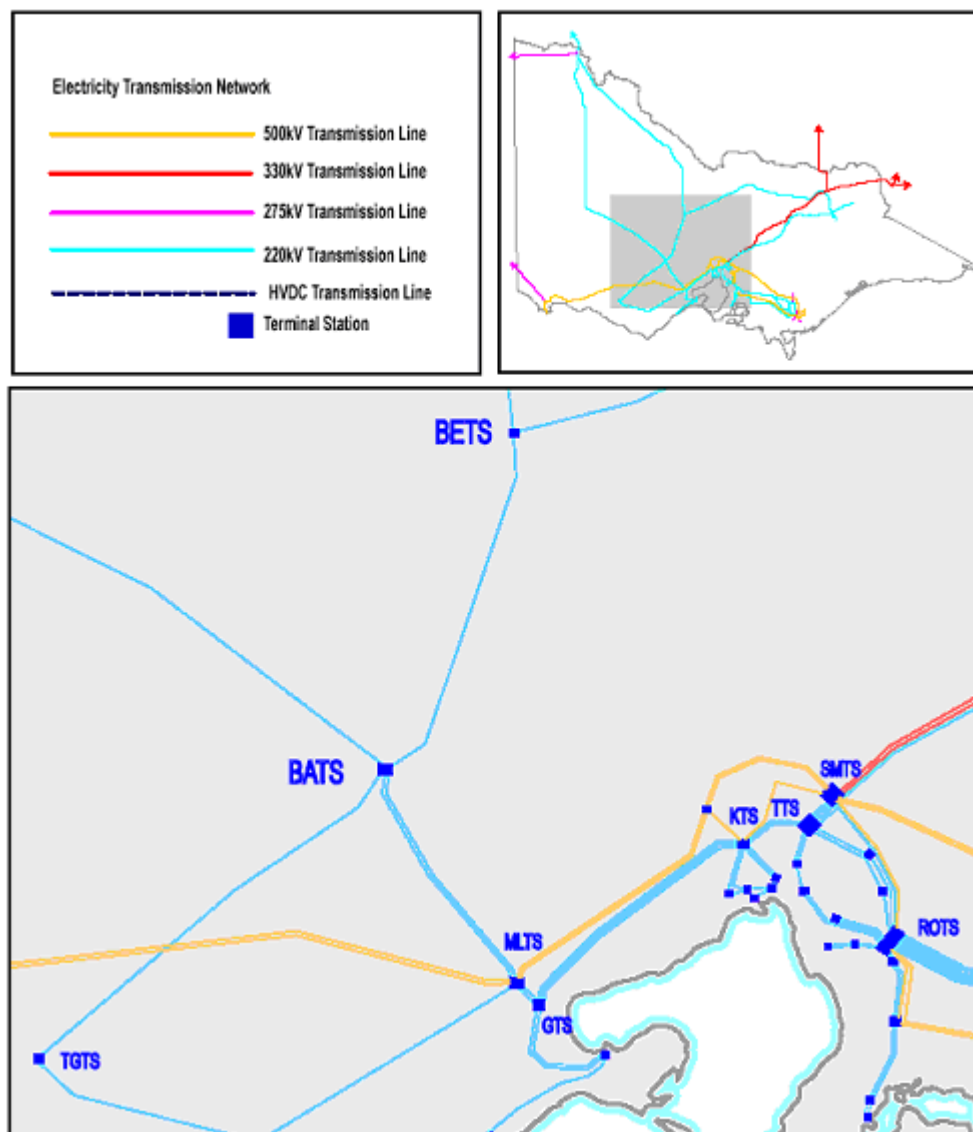 Electricity Transmission Network
500kV Transmission Line
330kV Transmission Line
275kV Transmission Line
220kV Transmission Line
HVDC Transmission Line
Terminal Station
BETS
BATS
SMTS
KTS
TTS
ROTS
MLTS
GTS
TGTS